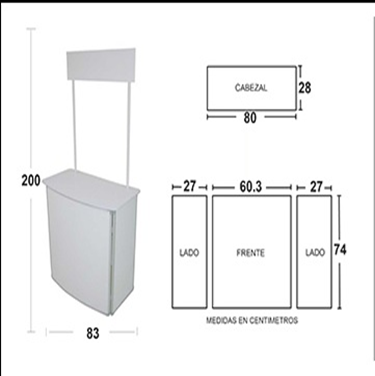 CABEZAL
28
80
200
27
60.3
27
LADO
FRENTE
LADO
74
MEDIDAS EN CENTIMETROS
83